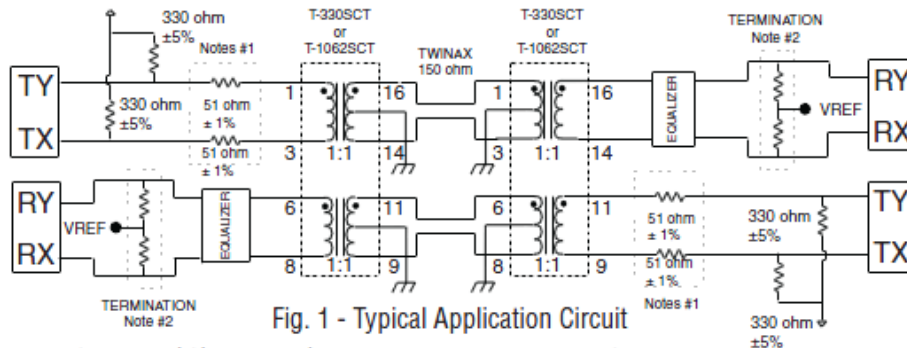 T-330SCT
or
T-1062SCT
T-330SCT
or
T-1062SCT
TERMINATION
Note #2
330 ohm
±5%
Notes #1
TWINAX
150 ohm
TY
TX
330 ohm
±5%
51 ohm
± 1%
51 ohm
± 1%
1
16
3
1:1
14
1
16
3
1:1
14
EQUALIZER
VREF
RY
RX
RY
RX
VREF
EQUALIZER
6
11
8
1:1
9
6
11
8
1:1
9
51 ohm
± 1%
51 ohm
± 1%
330 ohm
±5%
TY
TX
TERMINATION
Note #2
Notes #1
330 ohm
±5%
Fig. 1 - Typical Application Circuit